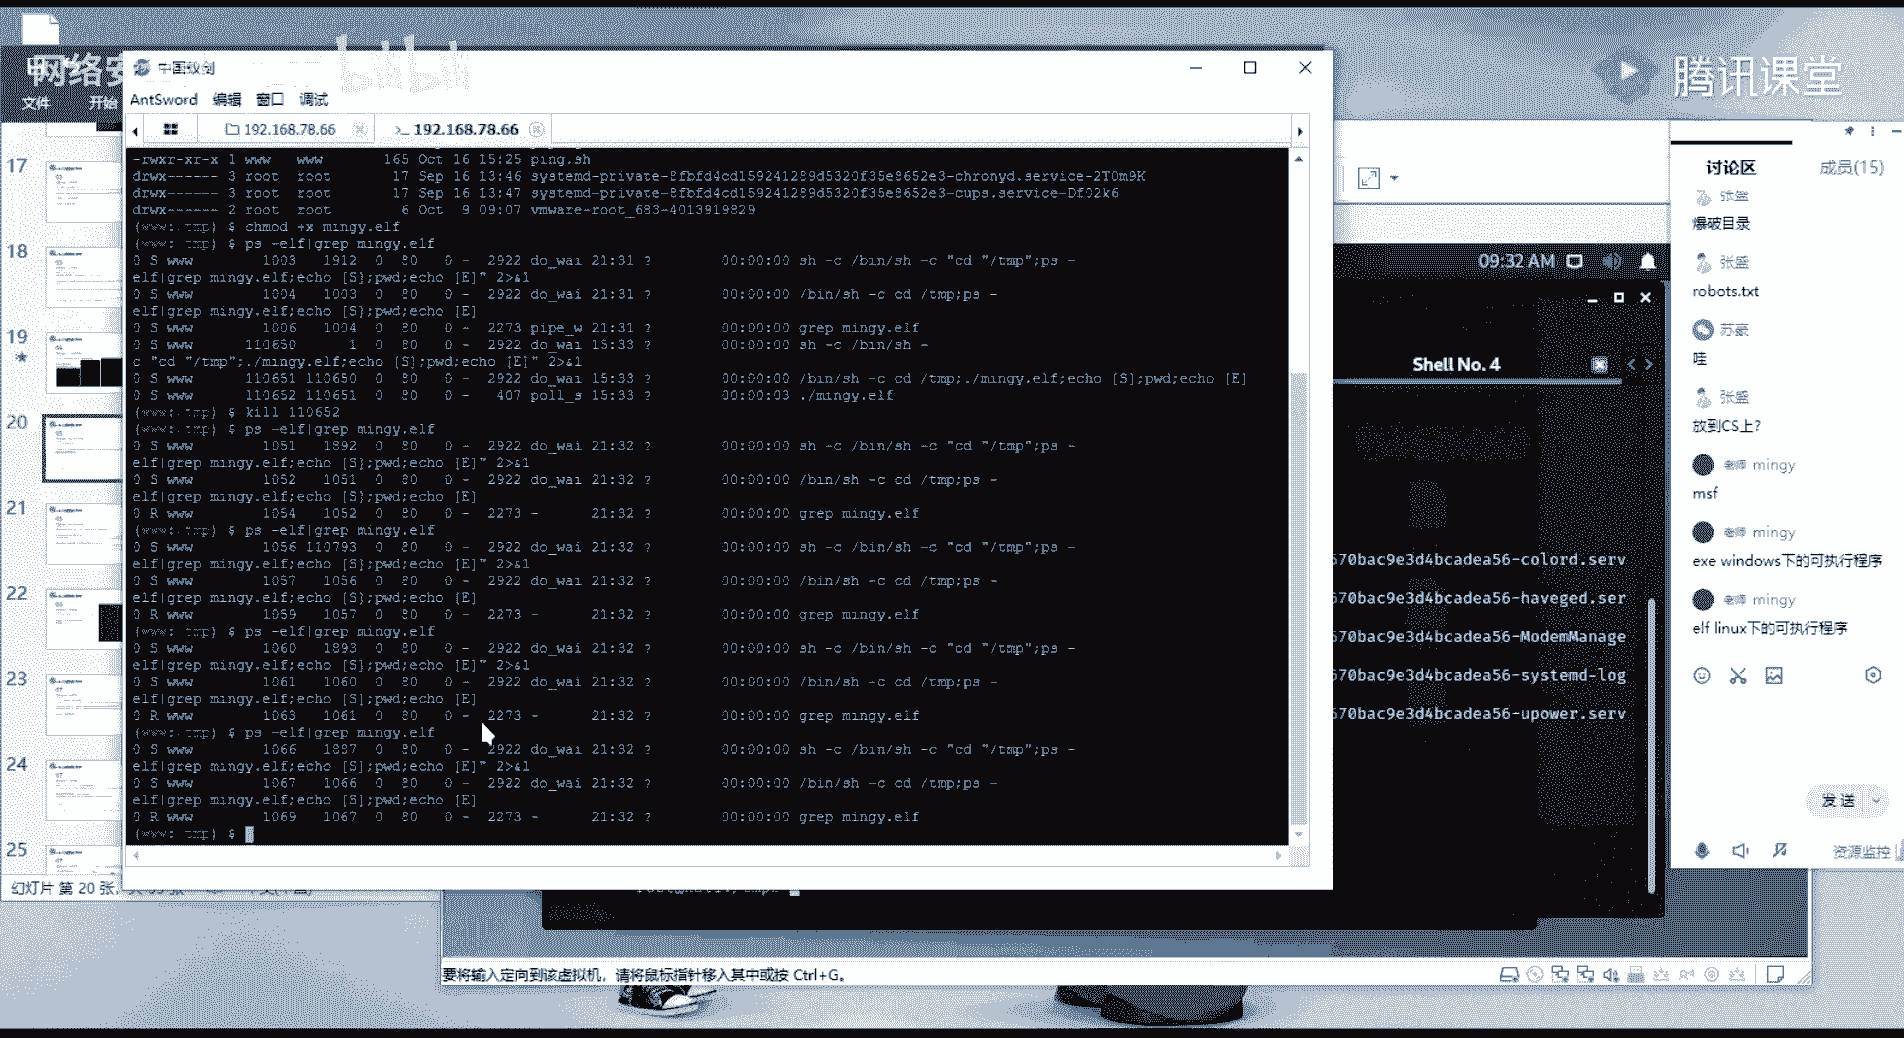 中国蚁剑
AntSword 编辑 窗口 调试
192.168.78.66
192.168.78.66
-rwxr-xr-x 1 www www 165 Oct 16 15:25 ping.sh
drwx------ 3 root root 17 Sep 16 13:46 systemd-private-8fbfd4cd159241289d5320f35e8652e3-chronyd.service-2T0m9K
drwx------ 3 root root 17 Sep 16 13:47 systemd-private-8fbfd4cd159241289d5320f35e8652e3-cups.service-Df02k6
drwx------ 2 root root 6 Oct 9 09:07 vmware-root_683-4013919829
(www:/tmp) $ chmod +x mingy.elf
(www:/tmp) $ ps -elf|grep mingy.elf
0 S www 1003 1912 0 80 0 - 2922 do_wai 21:31 ? 00:00:00 sh -c /bin/sh -c "cd "/tmp";ps -
elf|grep mingy.elf;echo [S];pwd;echo [E]" 2>&1
0 S www 1004 1003 0 80 0 - 2922 do_wai 21:31 ? 00:00:00 /bin/sh -c cd /tmp;ps -
elf|grep mingy.elf;echo [S];pwd;echo [E]
0 S www 1006 1004 0 80 0 - 2273 pipe_w 21:31 ? 00:00:00 grep mingy.elf
0 S www 110650 1 0 80 0 - 2922 do_wai 15:33 ? 00:00:00 sh -c /bin/sh -
c "cd "/tmp";./mingy.elf;echo [S];pwd;echo [E]" 2>&1
0 S www 110651 110650 0 80 0 - 2922 do_wai 15:33 ? 00:00:00 /bin/sh -c cd /tmp;./mingy.elf;echo [S];pwd;echo [E]
0 S www 110652 110651 0 80 0 - 407 poll_s 15:33 ? 00:00:03 ./mingy.elf
(www:/tmp) $ kill 110652
(www:/tmp) $ ps -elf|grep mingy.elf
0 S www 1051 1892 0 80 0 - 2922 do_wai 21:32 ? 00:00:00 sh -c /bin/sh -c "cd "/tmp";ps -
elf|grep mingy.elf;echo [S];pwd;echo [E]" 2>&1
0 S www 1052 1051 0 80 0 - 2922 do_wai 21:32 ? 00:00:00 /bin/sh -c cd /tmp;ps -
elf|grep mingy.elf;echo [S];pwd;echo [E]
0 R www 1054 1052 0 80 0 - 2273 - 21:32 ? 00:00:00 grep mingy.elf
(www:/tmp) $ ps -elf|grep mingy.elf
0 S www 1056 110793 0 80 0 - 2922 do_wai 21:32 ? 00:00:00 sh -c /bin/sh -c "cd "/tmp";ps -
elf|grep mingy.elf;echo [S];pwd;echo [E]" 2>&1
0 S www 1057 1056 0 80 0 - 2922 do_wai 21:32 ? 00:00:00 /bin/sh -c cd /tmp;ps -
elf|grep mingy.elf;echo [S];pwd;echo [E]
0 R www 1059 1057 0 80 0 - 2273 - 21:32 ? 00:00:00 grep mingy.elf
(www:/tmp) $ ps -elf|grep mingy.elf
0 S www 1060 1893 0 80 0 - 2922 do_wai 21:32 ? 00:00:00 sh -c /bin/sh -c "cd "/tmp";ps -
elf|grep mingy.elf;echo [S];pwd;echo [E]" 2>&1
0 S www 1061 1060 0 80 0 - 2922 do_wai 21:32 ? 00:00:00 /bin/sh -c cd /tmp;ps -
elf|grep mingy.elf;echo [S];pwd;echo [E]
0 R www 1063 1061 0 80 0 - 2273 - 21:32 ? 00:00:00 grep mingy.elf
(www:/tmp) $ ps -elf|grep mingy.elf
0 S www 1066 1887 0 80 0 - 2922 do_wai 21:32 ? 00:00:00 sh -c /bin/sh -c "cd "/tmp";ps -
elf|grep mingy.elf;echo [S];pwd;echo [E]" 2>&1
0 S www 1067 1066 0 80 0 - 2922 do_wai 21:32 ? 00:00:00 /bin/sh -c cd /tmp;ps -
elf|grep mingy.elf;echo [S];pwd;echo [E]
0 R www 1069 1067 0 80 0 - 2273 - 21:32 ? 00:00:00 grep mingy.elf
(www:/tmp) $
网络安
bilibili
文件 开始
17
18
19
20
21
22
23
24
25
幻灯片 第 20 张,
腾讯课堂
09:32 AM
Shell No. 4
670bac9e3d4bcadea56-colord.serv
670bac9e3d4bcadea56-haveged.ser
670bac9e3d4bcadea56-ModemManage
670bac9e3d4bcadea56-systemd-log
670bac9e3d4bcadea56-upower.serv
要将输入定向到该虚拟机，请将鼠标指针移入其中或按 Ctrl+G。
讨论区 成员(15)
张盛
爆破目录
张盛
robots.txt
苏豪
哇
张盛
放到CS上?
老师 mingy
msf
老师 mingy
exe windows下的可执行程序
老师 mingy
elf linux下的可执行程序
发送
资源监控